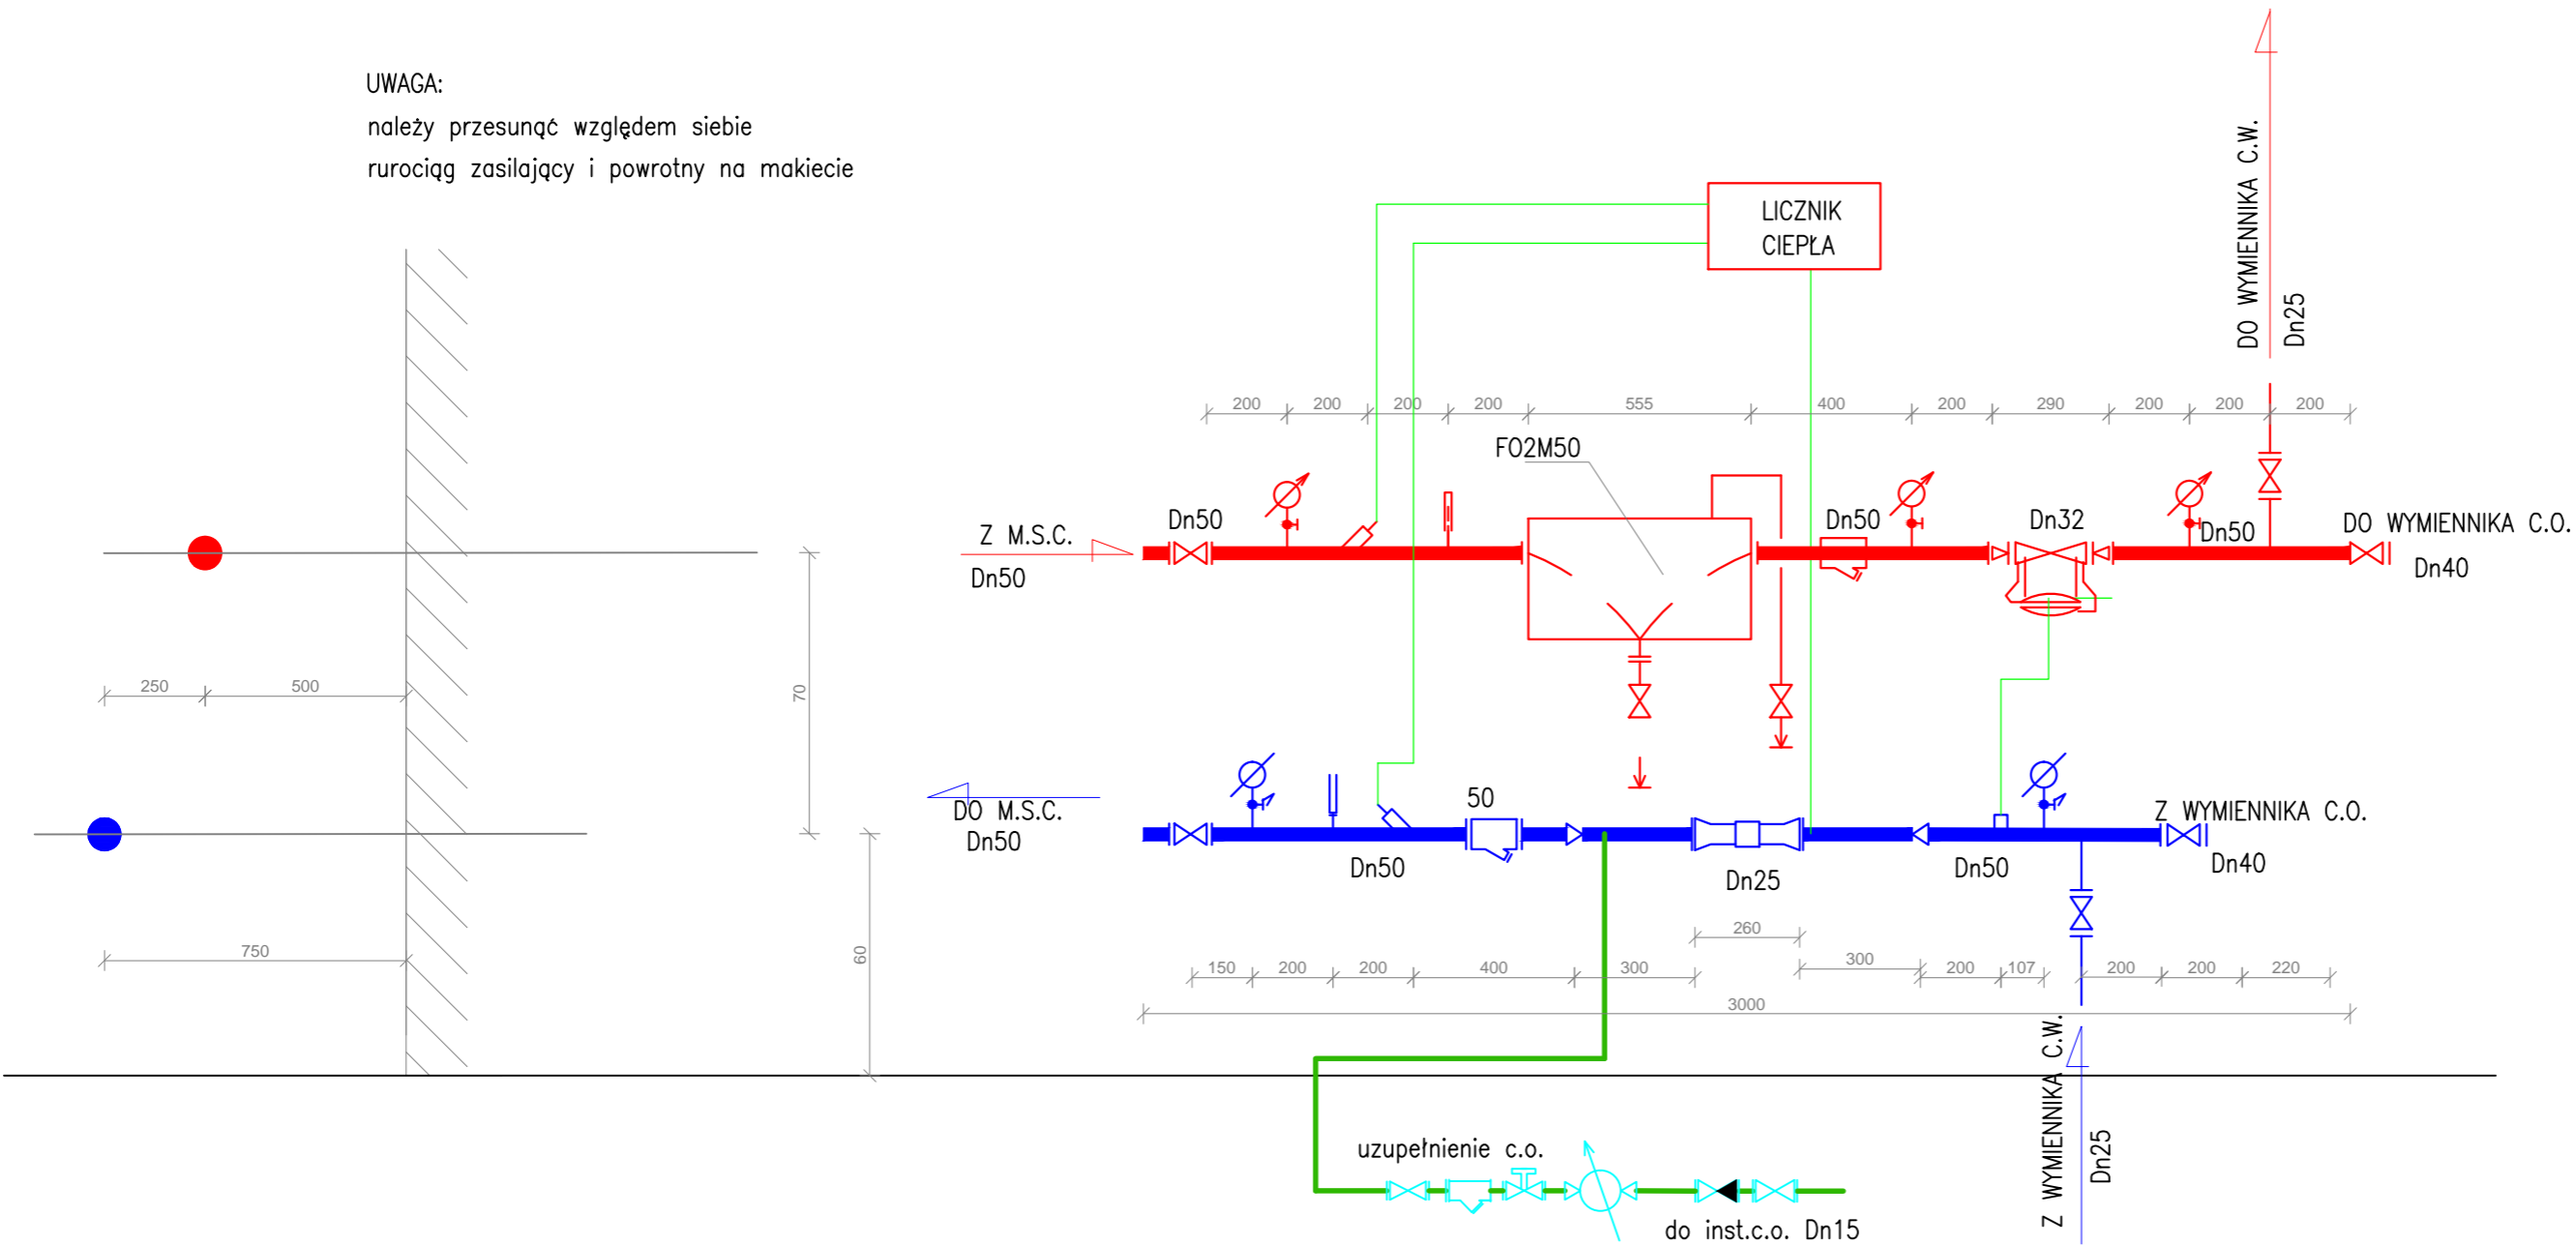 UWAGA:
należy przesunąć względem siebie
rurociąg zasilający i powrotny na makiecie
LICZNIK
CIEPŁA
DO WYMIENNIKA C.W.
Dn25
200 200 200 200 555 400 200 290 200 200 200
FO2M50
Z M.S.C.
Dn50
Dn50
Dn50
Dn32
Dn50
DO WYMIENNIKA C.O.
Dn40
250 500
70
DO M.S.C.
Dn50
50
Dn50
Dn25
Dn50
Z WYMIENNIKA C.O.
Dn40
750
60
260
150 200 200 400 300 300 200 107 200 200 220
3000
Z WYMIENNIKA C.W.
Dn25
uzupełnienie c.o.
do inst.c.o. Dn15